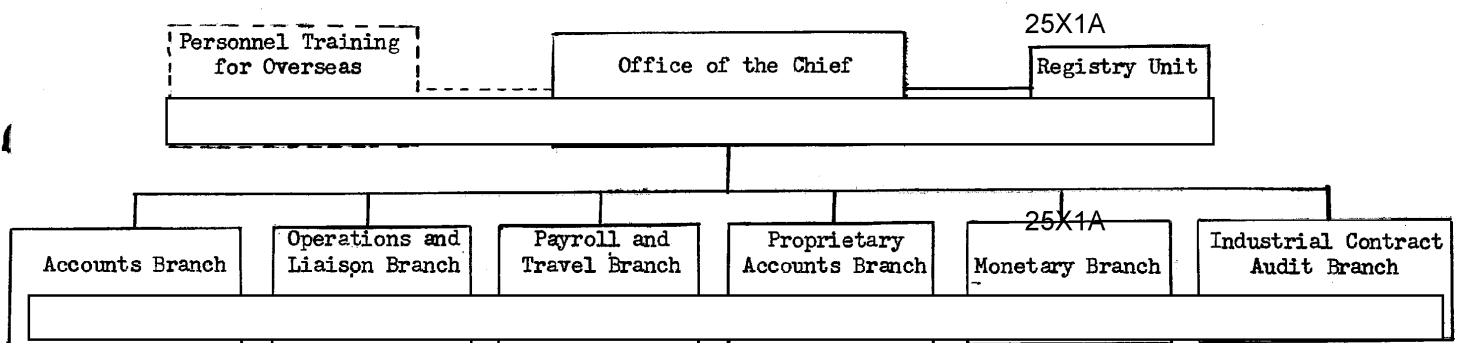 25X1A
Personnel Training
for Overseas
Office of the Chief
Registry Unit
25X1A
Accounts Branch
Operations and
Liaison Branch
Payroll and
Travel Branch
Proprietary
Accounts Branch
Monetary Branch
Industrial Contract
Audit Branch